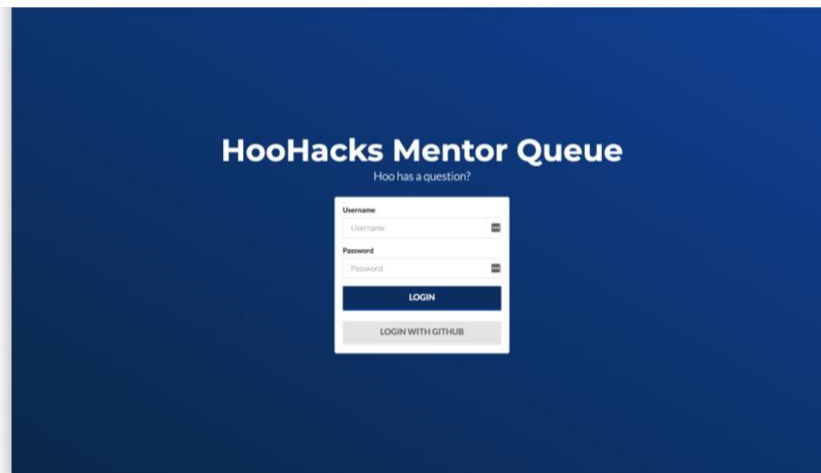 HooHacks Mentor Queue
Hoo has a question?
Username
Username
Password
Password
LOGIN
LOGIN WITH GITHUB